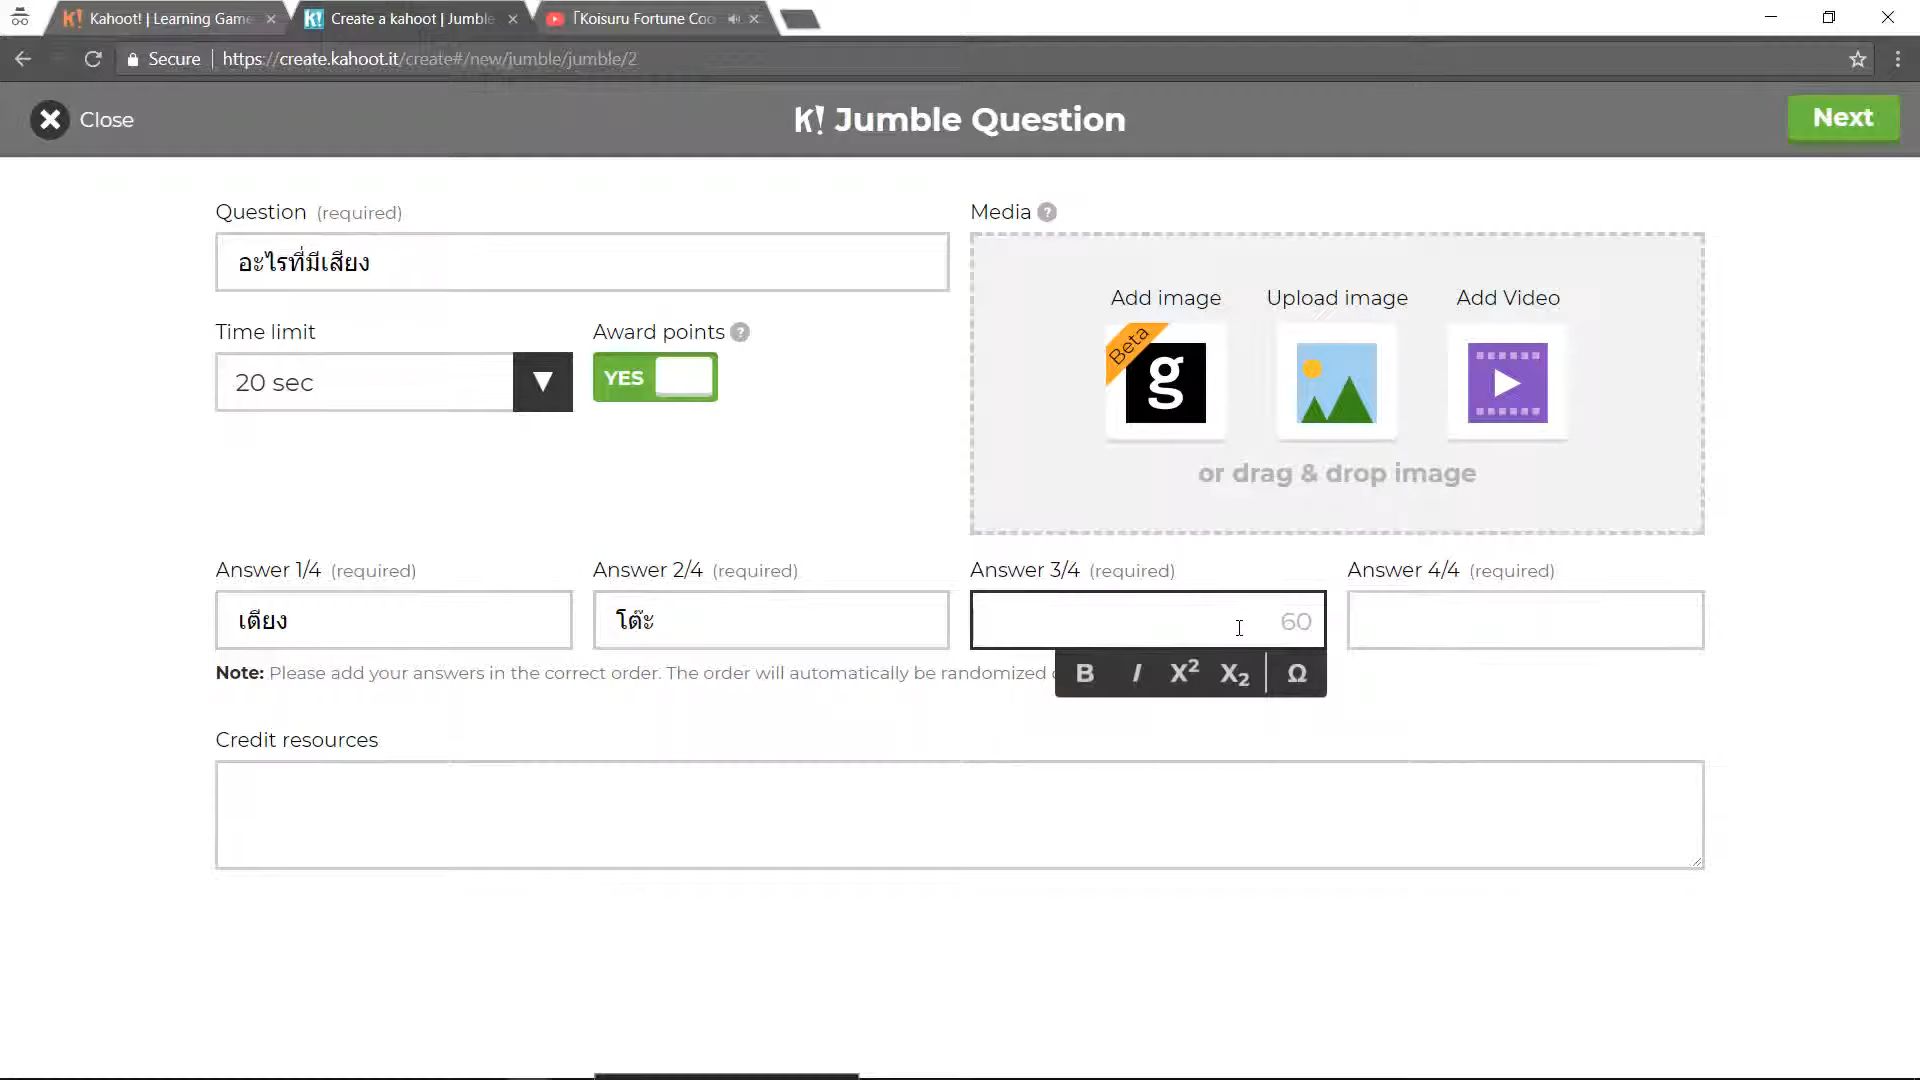 Kahoot! | Learning Game
Create a kahoot | Jumble
「Koisuru Fortune Coo
Secure
https://create.kahoot.it/create#/new/jumble/jumble/2
Close
K! Jumble Question
Next
Question (required)
อะไรที่มีเสียง
Media ?
Time limit
Award points ?
20 sec
YES
Add image
Upload image
Add Video
Beta
g
or drag & drop image
Answer 1/4 (required)
Answer 2/4 (required)
Answer 3/4 (required)
Answer 4/4 (required)
เตียง
โต๊ะ
60
Note: Please add your answers in the correct order. The order will automatically be randomized
B I X² X₂ Ω
Credit resources